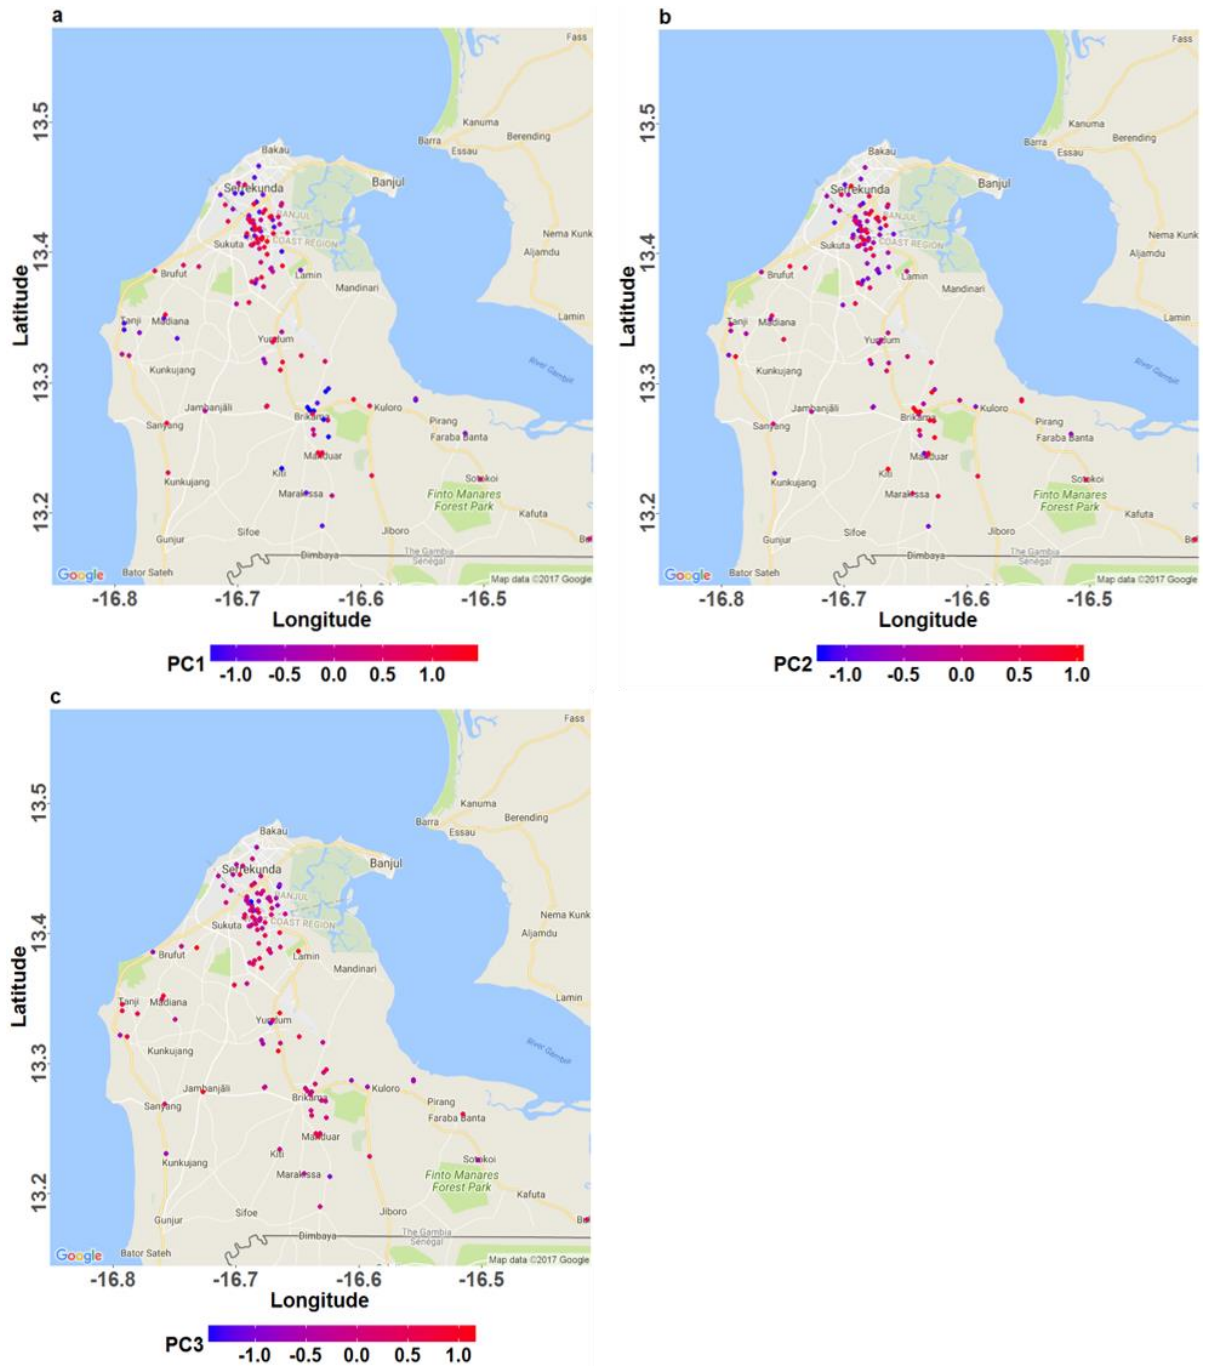 a
Fass
13.5
Kanuma
Barra
Berending
Essau
Bakau
Serrekunda
Banjul
BANJUL
Nema Kunk
13.4
Sukuta
COAST REGION
Aljamdu
Brufut
Lamin
Mandinari
Latitude
Tanji
Madiana
Lamin
Yundum
River Gambia
13.3
Kunkujang
Jambanjäli
Brikama
Kuloro
Sanyang
Pirang
Faraba Banta
Manduar
Kiti
Kunkujang
Sotokoi
Marakissa
Finto Manares
Forest Park
13.2
Kafuta
Gunjur
Sifoe
Jiboro
Dimbaya
The Gambia
Senegal
Bator Sateh
Google
Map data ©2017 Google
-16.8 -16.7 -16.6 -16.5
Longitude
PC1
-1.0 -0.5 0.0 0.5 1.0
b
Fass
13.5
Kanuma
Barra
Berending
Essau
Bakau
Serrekunda
Banjul
BANJUL
Nema Kunk
13.4
Sukuta
COAST REGION
Aljamdu
Brufut
Lamin
Mandinari
Latitude
Tanji
Madiana
Lamin
Yundum
River Gambia
13.3
Kunkujang
Jambanjäli
Brikama
Kuloro
Sanyang
Pirang
Faraba Banta
Manduar
Kiti
Kunkujang
Sotokoi
Marakissa
Finto Manares
Forest Park
13.2
Kafuta
Gunjur
Sifoe
Jiboro
Dimbaya
The Gambia
Senegal
Bator Sateh
Google
Map data ©2017 Google
-16.8 -16.7 -16.6 -16.5
Longitude
PC2
-1.0 -0.5 0.0 0.5 1.0
c
Fass
13.5
Kanuma
Barra
Berending
Essau
Bakau
Serrekunda
Banjul
BANJUL
Nema Kunk
13.4
Sukuta
COAST REGION
Aljamdu
Brufut
Lamin
Mandinari
Latitude
Tanji
Madiana
Lamin
Yundum
River Gambia
13.3
Kunkujang
Jambanjäli
Brikama
Kuloro
Sanyang
Pirang
Faraba Banta
Manduar
Kiti
Kunkujang
Sotokoi
Marakissa
Finto Manares
Forest Park
13.2
Kafuta
Gunjur
Sifoe
Jiboro
Dimbaya
The Gambia
Senegal
Bator Sateh
Google
Map data ©2017 Google
-16.8 -16.7 -16.6 -16.5
Longitude
PC3
-1.0 -0.5 0.0 0.5 1.0